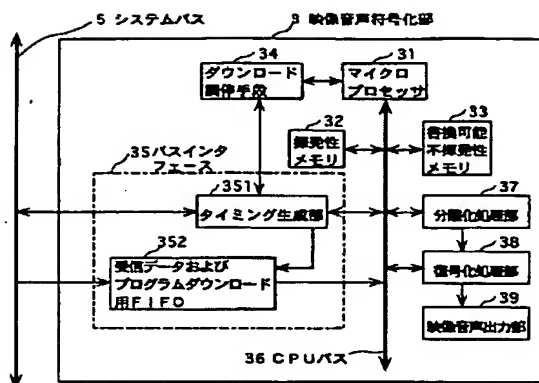 5 システムバス
3 映像音声符号化部
34
ダウンロード
調停手段
31
マイクロ
プロセッサ
32
揮発性
メモリ
33
書換可能
不揮発性
メモリ
35バスインタ
フェース
351
タイミング生成部
352
受信データおよび
プログラムダウンロード
用FIFO
37
分離化処理部
38
復号化処理部
39
映像音声出力部
36 CPUバス